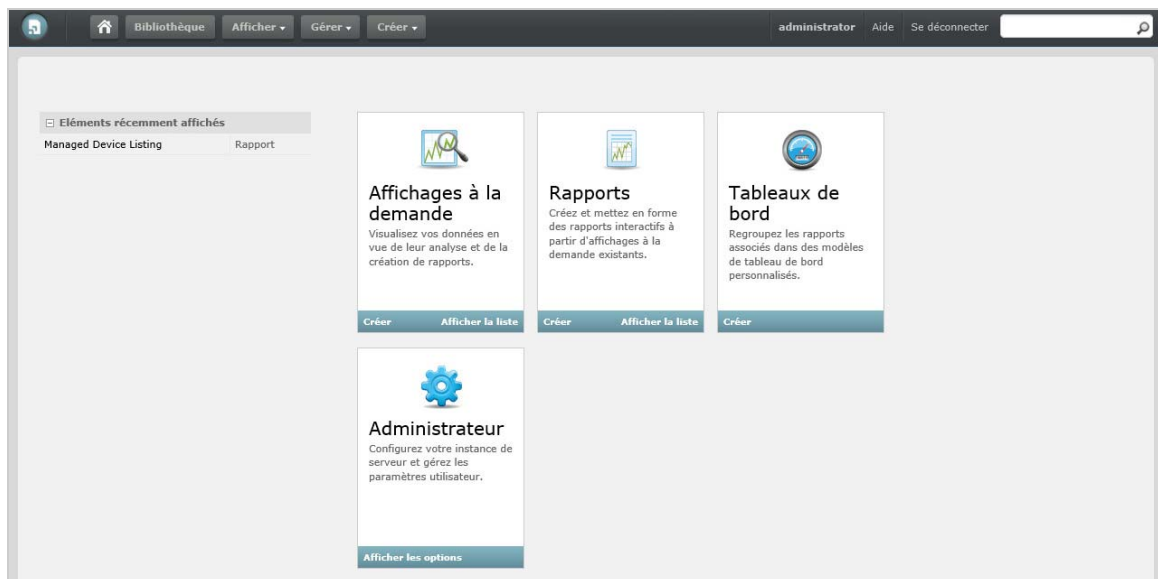 Bibliothèque Afficher Gérer Créer administrator Aide Se déconnecter
Eléments récemment affichés
Managed Device Listing Rapport
Affichages à la
demande
Visualisez vos données en
vue de leur analyse et de la
création de rapports.
Créer Afficher la liste
Rapports
Créez et mettez en forme
des rapports interactifs à
partir d'affichages à la
demande existants.
Créer Afficher la liste
Tableaux de
bord
Regroupez les rapports
associés dans des modèles
de tableau de bord
personnalisés.
Créer
Administrateur
Configurez votre instance de
serveur et gérez les
paramètres utilisateur.
Afficher les options